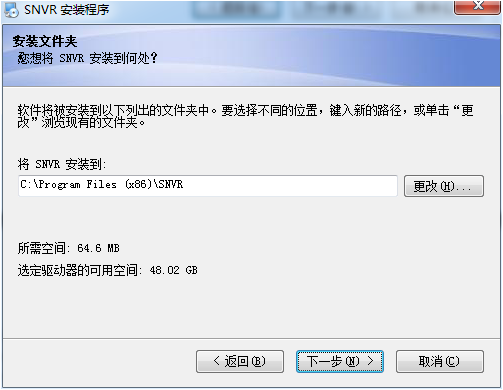 SNVR 安装程序
安装文件夹
您想将 SNVR 安装到何处?
软件将被安装到以下列出的文件夹中。要选择不同的位置，键入新的路径，或单击“更
改”浏览现有的文件夹。
将 SNVR 安装到:
C:\Program Files (x86)\SNVR
更改(H)...
所需空间: 64.6 MB
选定驱动器的可用空间: 48.02 GB
< 返回(B)
下一步(N) >
取消(C)